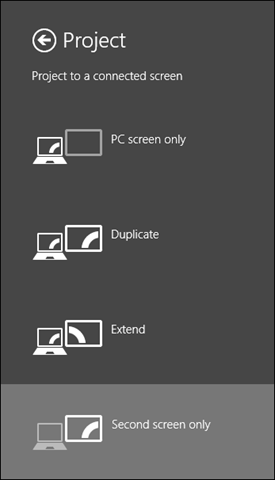 Project
Project to a connected screen
PC screen only
Duplicate
Extend
Second screen only